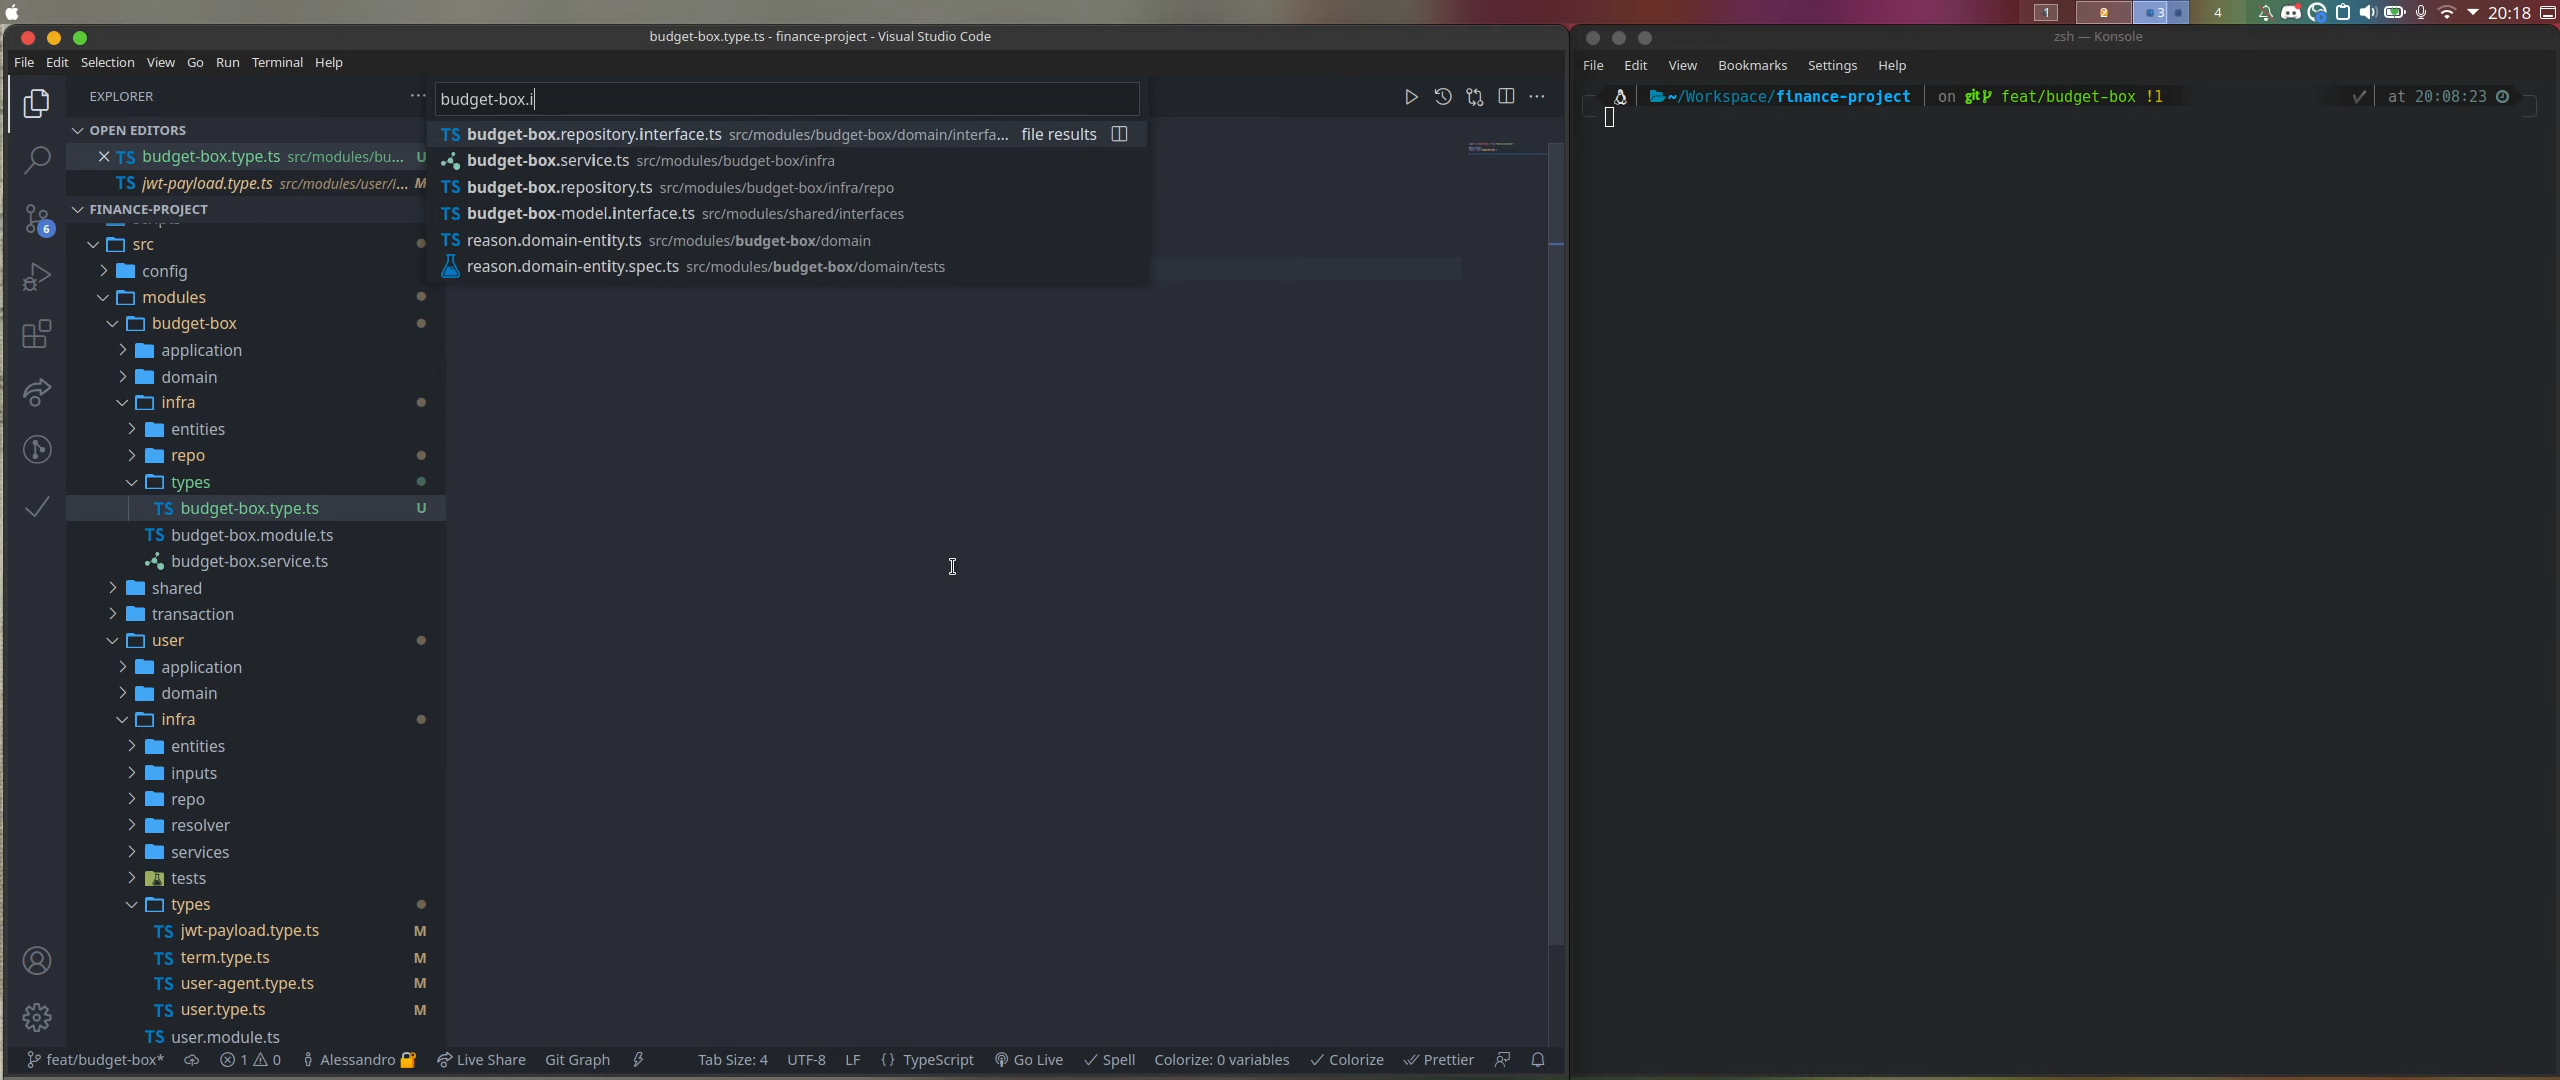 1 2 3 4 20:18
budget-box.type.ts - finance-project - Visual Studio Code
File Edit Selection View Go Run Terminal Help
EXPLORER
OPEN EDITORS
TS budget-box.type.ts src/modules/bu... U
TS jwt-payload.type.ts src/modules/user/i... M
FINANCE-PROJECT
scripts
src
config
modules
budget-box
application
domain
infra
entities
repo
types
TS budget-box.type.ts U
TS budget-box.module.ts
budget-box.service.ts
shared
transaction
user
application
domain
infra
entities
inputs
repo
resolver
services
tests
types
TS jwt-payload.type.ts M
TS term.type.ts M
TS user-agent.type.ts M
TS user.type.ts M
TS user.module.ts
6
budget-box.i
TS budget-box.repository.interface.ts src/modules/budget-box/domain/interfa... file results
budget-box.service.ts src/modules/budget-box/infra
TS budget-box.repository.ts src/modules/budget-box/infra/repo
TS budget-box-model.interface.ts src/modules/shared/interfaces
TS reason.domain-entity.ts src/modules/budget-box/domain
reason.domain-entity.spec.ts src/modules/budget-box/domain/tests
feat/budget-box* 1 0 Alessandro Live Share Git Graph Tab Size: 4 UTF-8 LF {} TypeScript Go Live Spell Colorize: 0 variables Colorize Prettier
zsh — Konsole
File Edit View Bookmarks Settings Help
~/Workspace/finance-project on git feat/budget-box !1 at 20:08:23